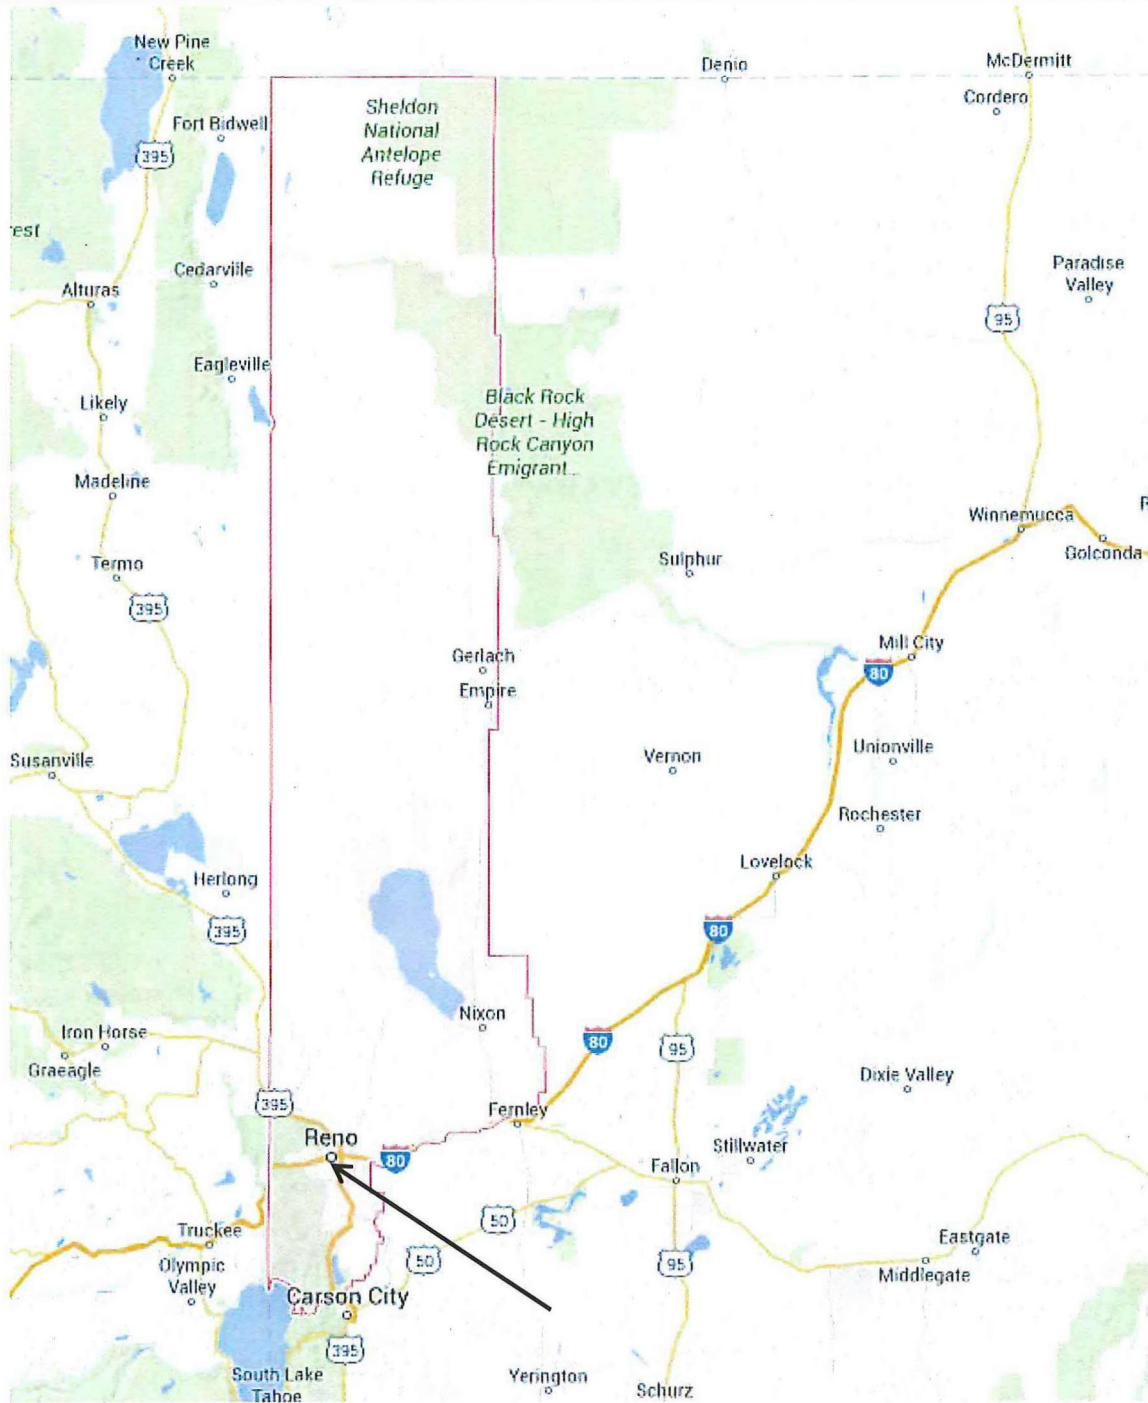 New Pine
Creek
Denio
McDermitt
Cordero
Sheldon
National
Antelope
Refuge
Fort Bidwell
395
rest
Cedarville
Alturas
Paradise
Valley
95
Eagleville
Likely
Black Rock
Desert - High
Rock Canyon
Emigrant...
Madeline
Winnemucca
Golconda
Termo
Sulphur
395
Gerlach
Mill City
80
Empire
Susanville
Vernon
Unionville
Rochester
Lovelock
Herlong
395
80
Nixon
Iron Horse
80
95
Graeagle
Dixie Valley
395
Fernley
Reno
80
Stillwater
Fallon
Truckee
50
Eastgate
Olympic
Valley
50
95
Middlegate
Carson City
395
South Lake
Tahoe
Yerington
Schurz